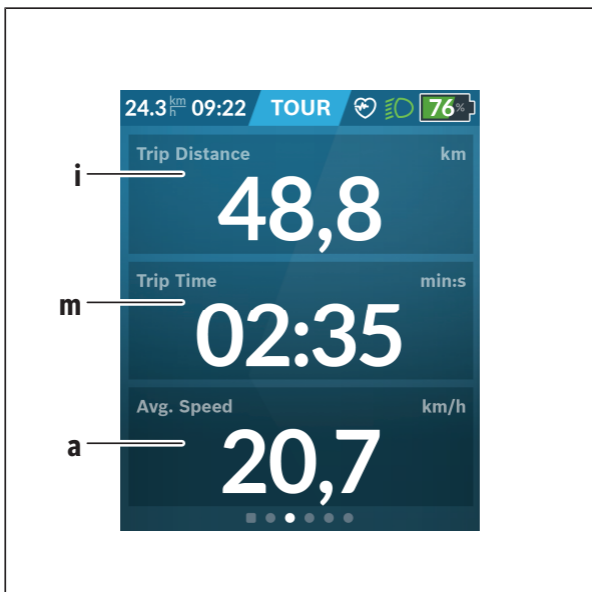 24.3 km/h 09:22 TOUR 76%
Trip Distance km
i
48,8
Trip Time min:s
m
02:35
Avg. Speed km/h
a
20,7